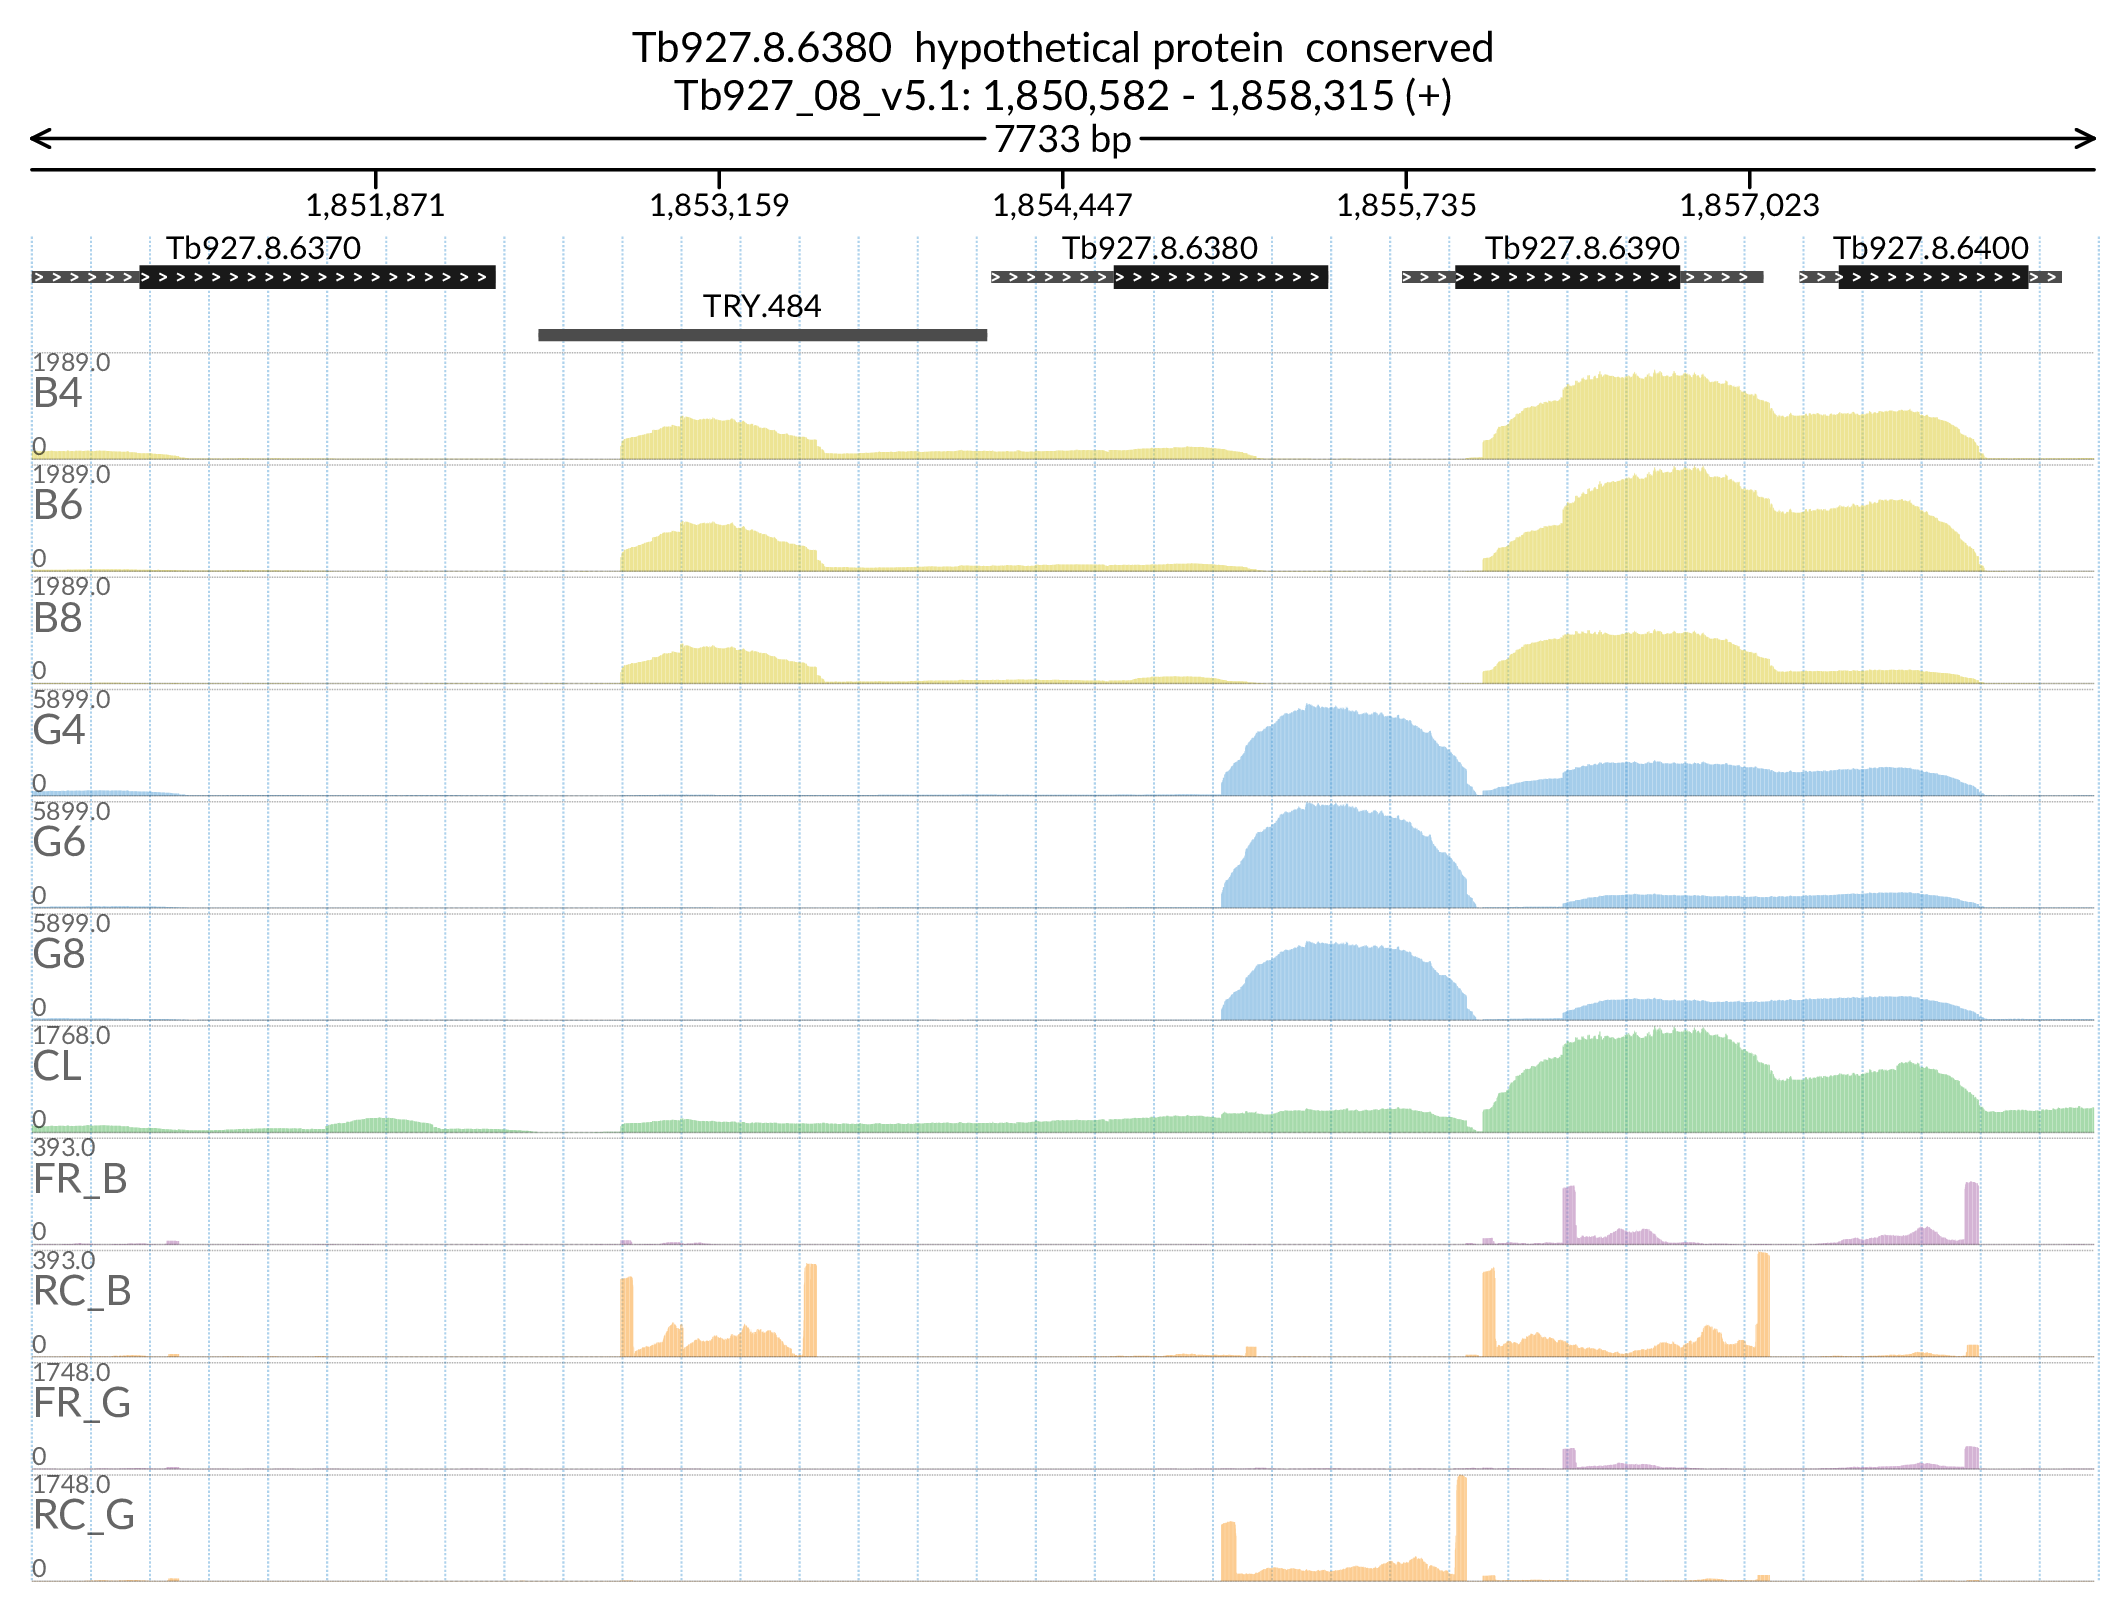 Tb927.8.6380 hypothetical protein conserved
Tb927_08_v5.1: 1,850,582 - 1,858,315 (+)
7733 bp
1,851,871 1,853,159 1,854,447 1,855,735 1,857,023
Tb927.8.6370 Tb927.8.6380 Tb927.8.6390 Tb927.8.6400
TRY.484
1989.0
B4
0
1989.0
B6
0
1989.0
B8
0
5899.0
G4
0
5899.0
G6
0
5899.0
G8
0
1768.0
CL
0
393.0
FR_B
0
393.0
RC_B
0
1748.0
FR_G
0
1748.0
RC_G
0